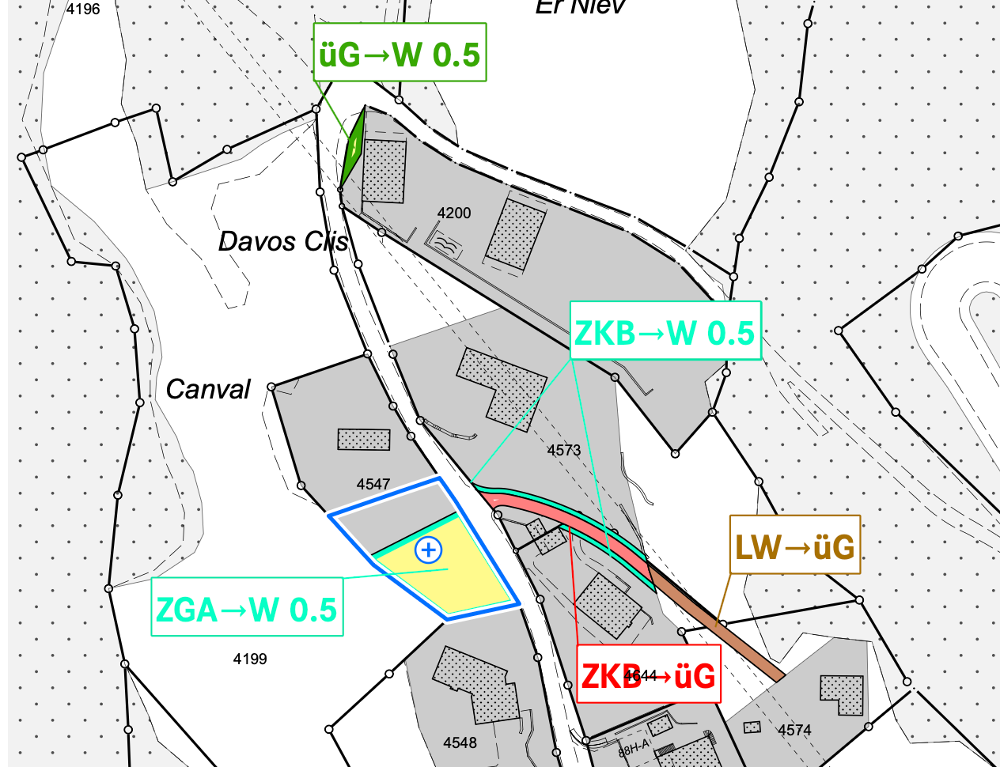 4196
Er Niev
üG→W 0.5
4200
Davos Clis
ZKB→W 0.5
Canval
4573
4547
LW→üG
ZGA→W 0.5
4199
ZKB→üG
4644
4574
4548
88H-A